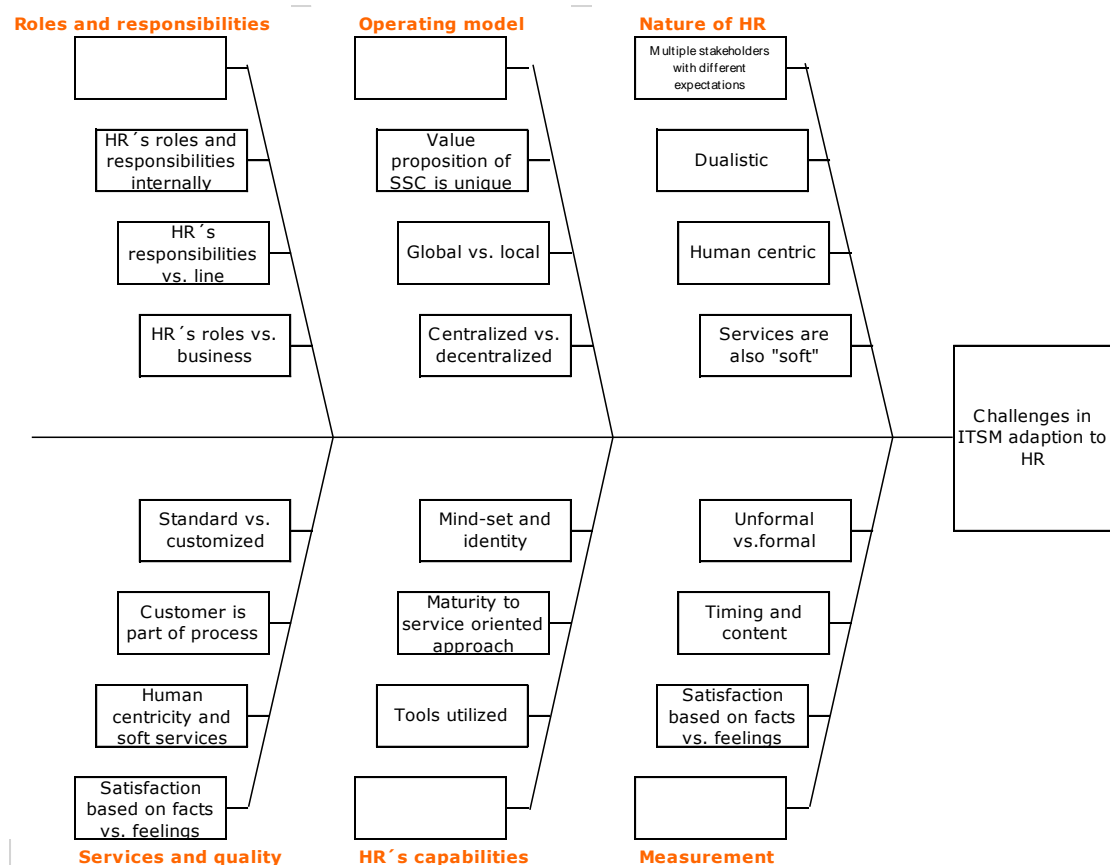 Roles and responsibilities
Operating model
Nature of HR
Multiple stakeholders
with different
expectations
HR´s roles and
responsibilities
internally
Value
proposition of
SSC is unique
Dualistic
HR´s
responsibilities
vs. line
Global vs. local
Human centric
HR´s roles vs.
business
Centralized vs.
decentralized
Services are
also "soft"
Challenges in
ITSM adaption to
HR
Standard vs.
customized
Mind-set and
identity
Unformal
vs.formal
Customer is
part of process
Maturity to
service oriented
approach
Timing and
content
Human
centricity and
soft services
Tools utilized
Satisfaction
based on facts
vs. feelings
Satisfaction
based on facts
vs. feelings
Services and quality
HR´s capabilities
Measurement